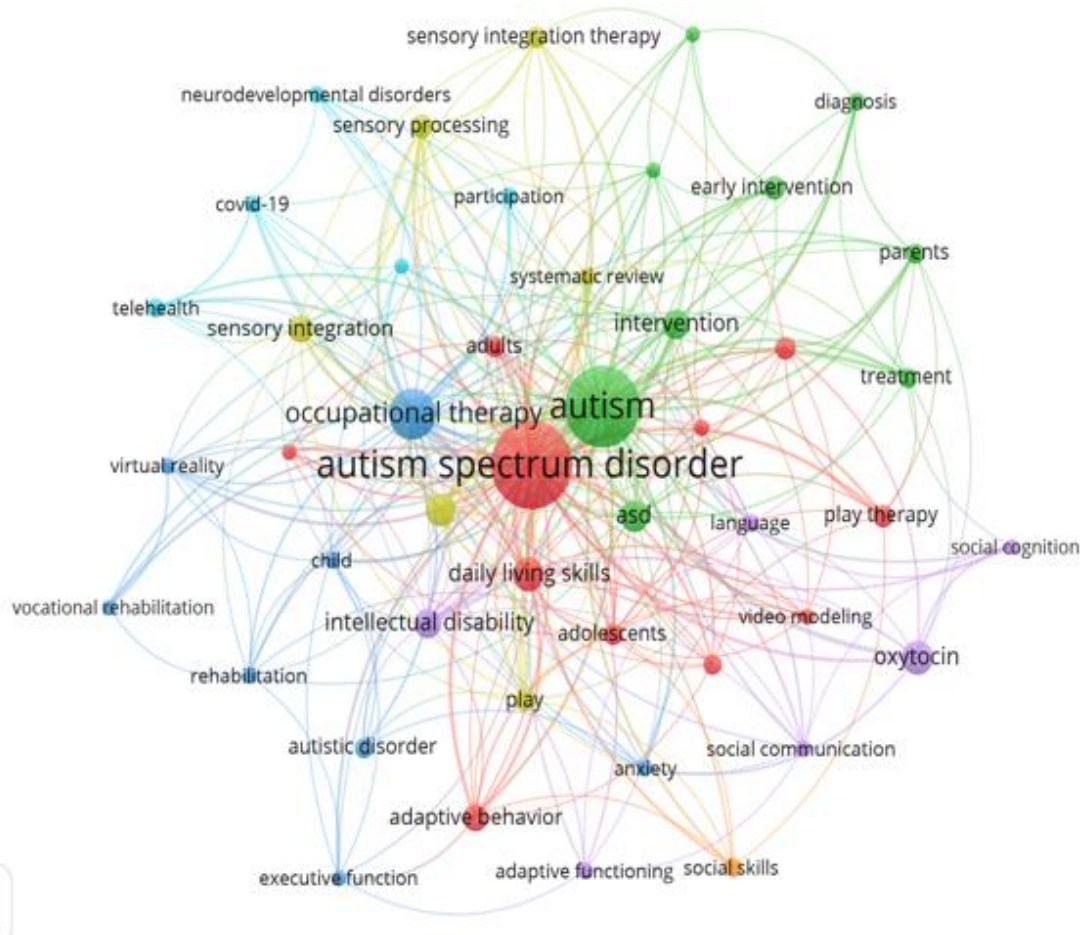 sensory integration therapy
neurodevelopmental disorders
diagnosis
sensory processing
early intervention
participation
covid-19
parents
systematic review
telehealth
sensory integration
intervention
adults
treatment
autism
occupational therapy
autism spectrum disorder
virtual reality
asd
play therapy
language
social cognition
child
daily living skills
vocational rehabilitation
video modeling
intellectual disability
adolescents
oxytocin
rehabilitation
play
autistic disorder
social communication
anxiety
adaptive behavior
social skills
adaptive functioning
executive function